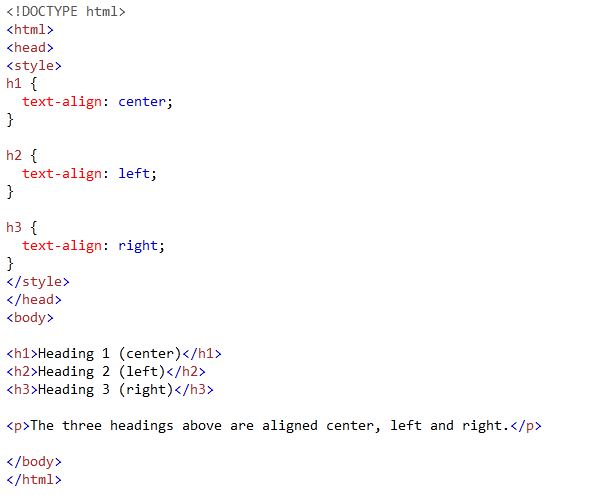 <!DOCTYPE html>
<html>
<head>
<style>
h1 {
  text-align: center;
}

h2 {
  text-align: left;
}

h3 {
  text-align: right;
}
</style>
</head>
<body>

<h1>Heading 1 (center)</h1>
<h2>Heading 2 (left)</h2>
<h3>Heading 3 (right)</h3>

<p>The three headings above are aligned center, left and right.</p>

</body>
</html>